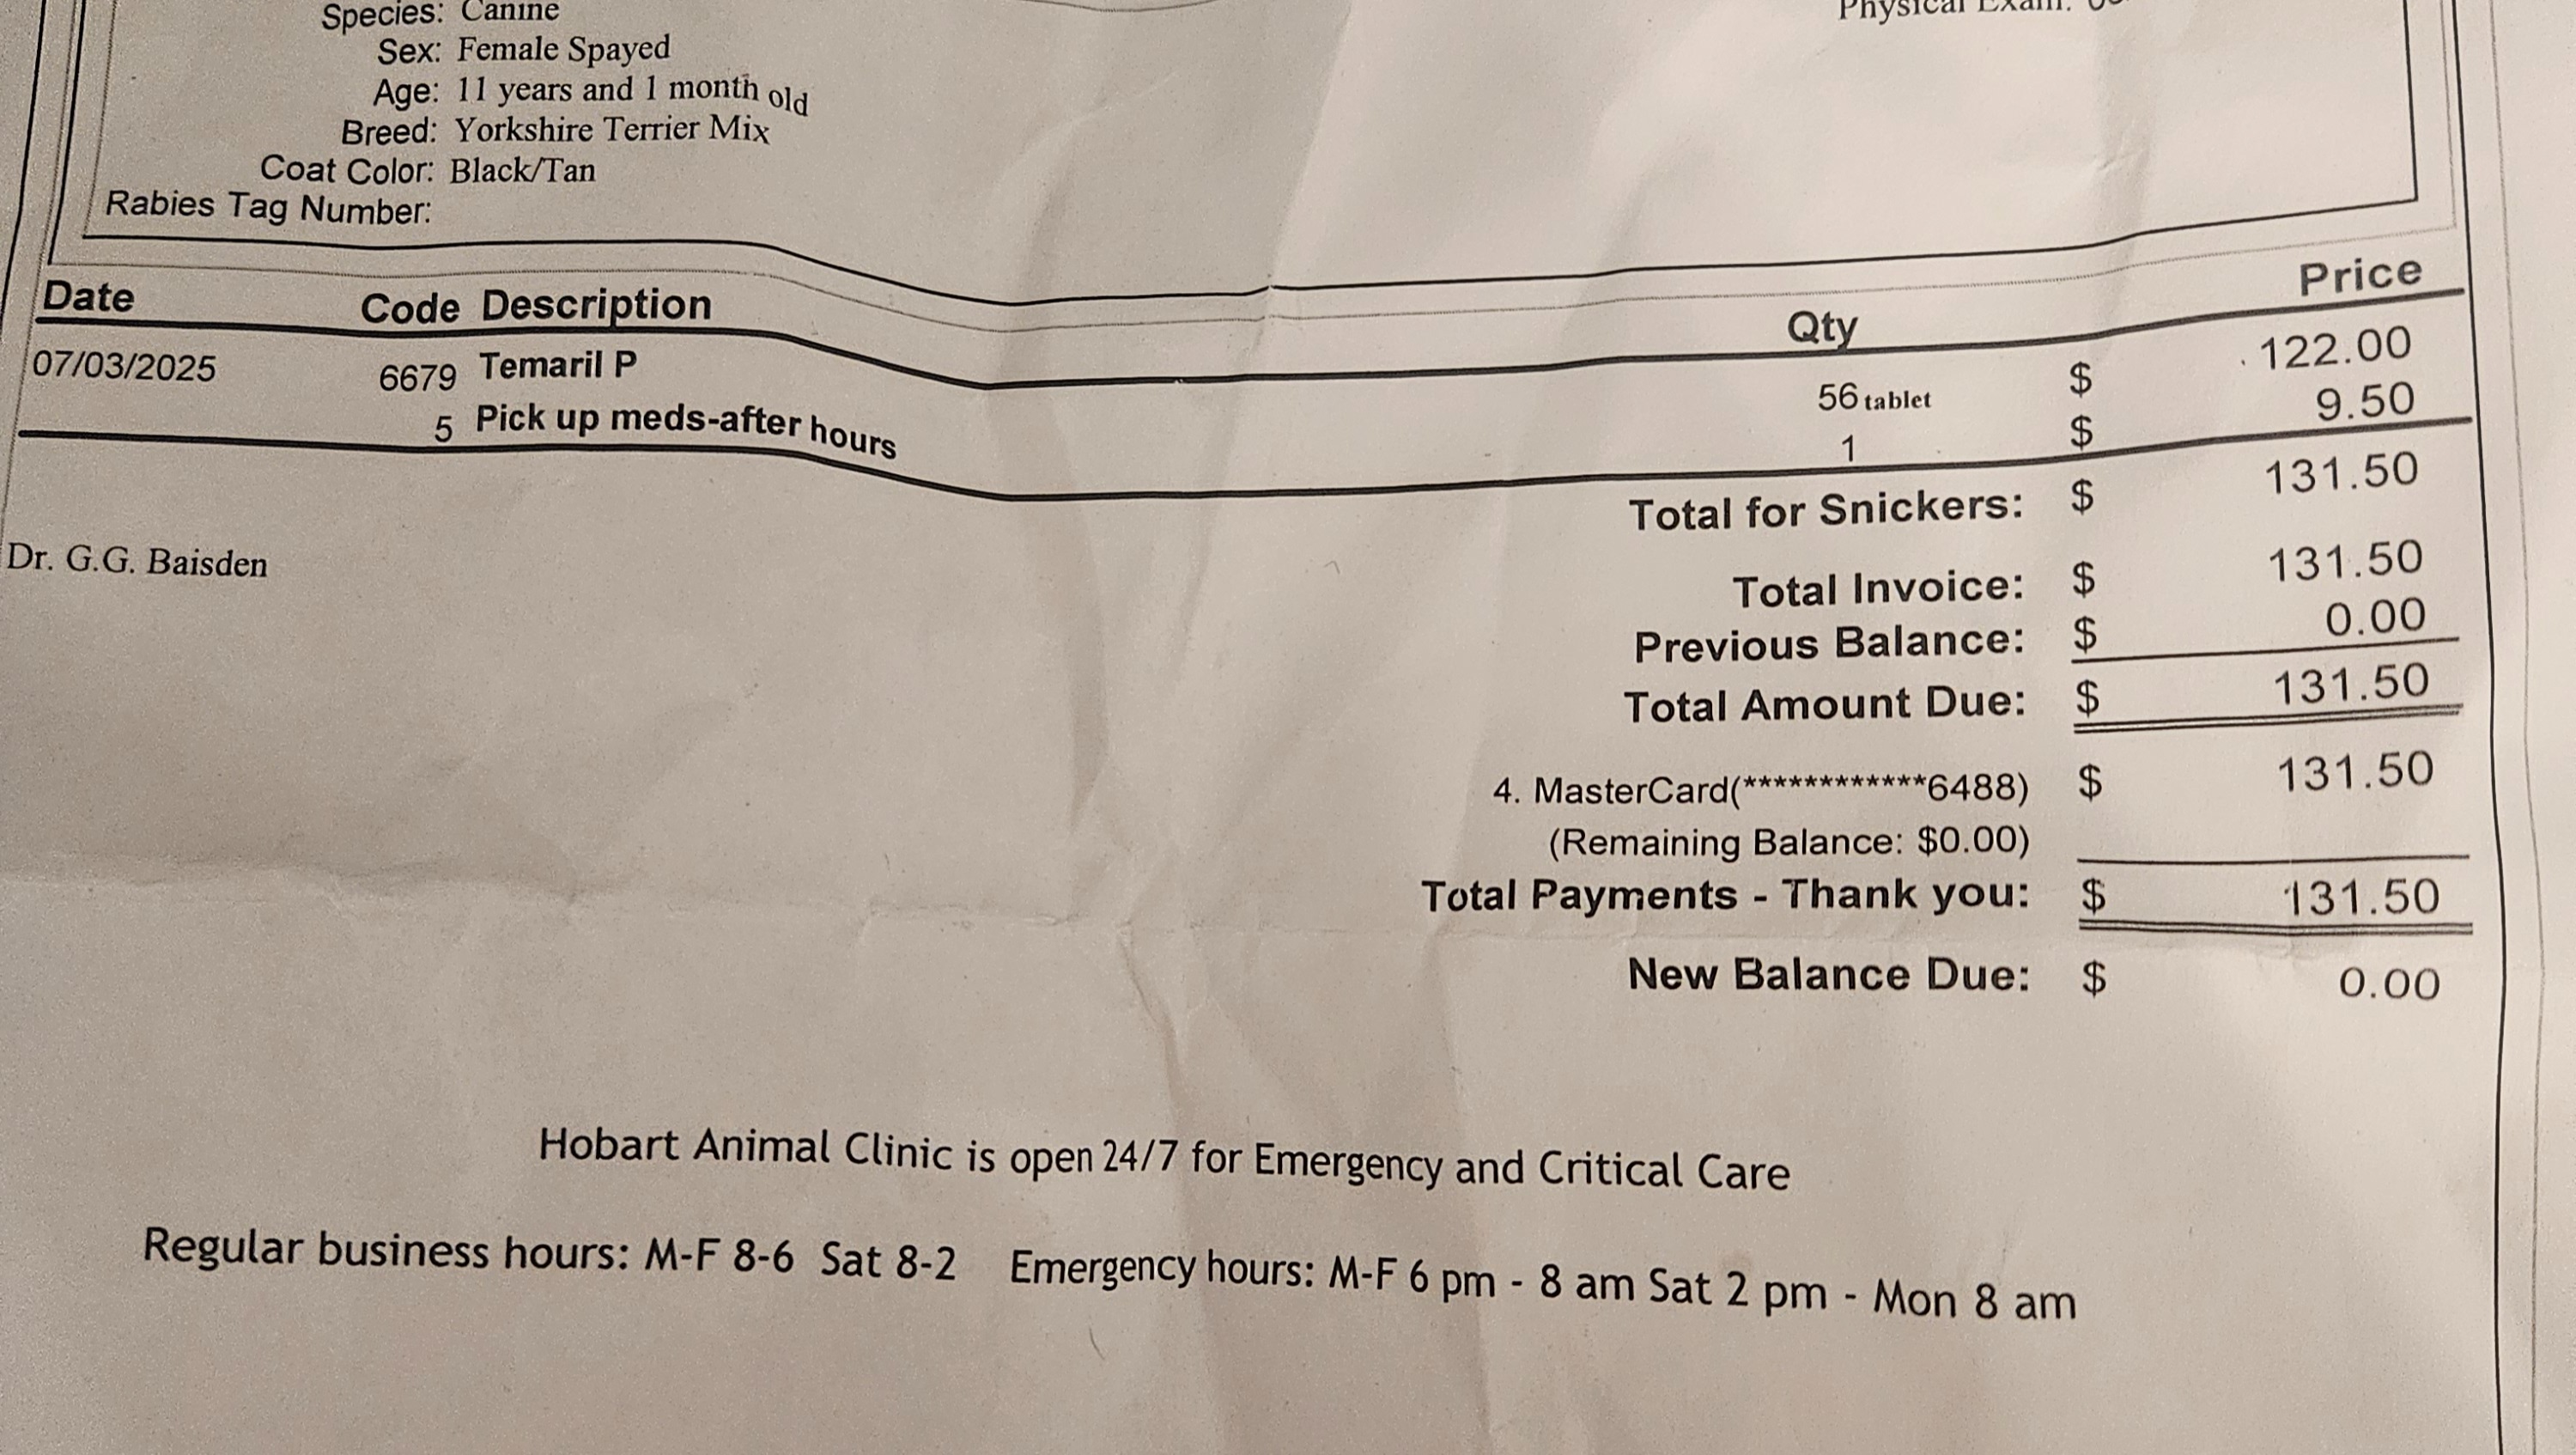 Species: Canine
Physical Exam:
Sex: Female Spayed
Age: 11 years and 1 month old
Breed: Yorkshire Terrier Mix
Coat Color: Black/Tan
Rabies Tag Number:
Date Code Description Qty Price
07/03/2025 6679 Temaril P 56 tablet $ 122.00
5 Pick up meds-after hours 1 $ 9.50
Total for Snickers: $ 131.50
Dr. G.G. Baisden
Total Invoice: $ 131.50
Previous Balance: $ 0.00
Total Amount Due: $ 131.50
4. MasterCard(************6488) $ 131.50
(Remaining Balance: $0.00)
Total Payments - Thank you: $ 131.50
New Balance Due: $ 0.00
Hobart Animal Clinic is open 24/7 for Emergency and Critical Care
Regular business hours: M-F 8-6 Sat 8-2 Emergency hours: M-F 6 pm - 8 am Sat 2 pm - Mon 8 am